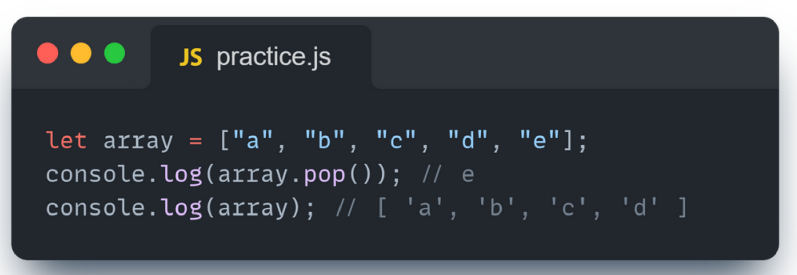 JS practice.js
let array = ["a", "b", "c", "d", "e"];
console.log(array.pop()); // e
console.log(array); // [ 'a', 'b', 'c', 'd' ]